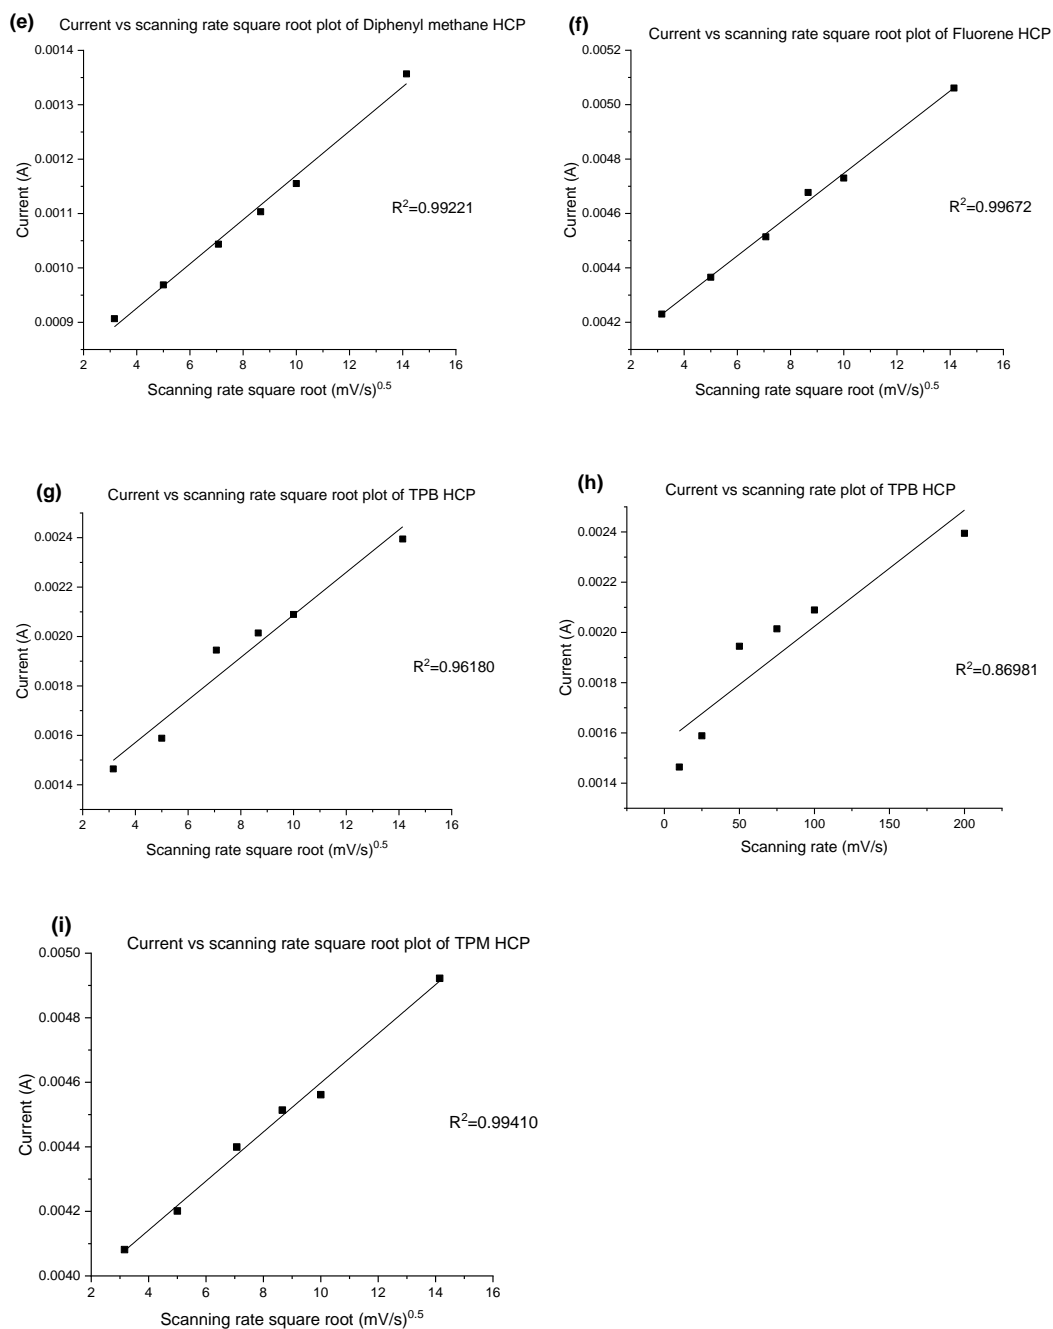 (e)
Current vs scanning rate square root plot of Diphenyl methane HCP
0.0014
0.0013
0.0012
0.0011
0.0010
0.0009
Current (A)
R²=0.99221
2 4 6 8 10 12 14 16
Scanning rate square root (mV/s)^0.5
(f)
Current vs scanning rate square root plot of Fluorene HCP
0.0052
0.0050
0.0048
0.0046
0.0044
0.0042
Current (A)
R²=0.99672
2 4 6 8 10 12 14 16
Scanning rate square root (mV/s)^0.5
(g)
Current vs scanning rate square root plot of TPB HCP
0.0024
0.0022
0.0020
0.0018
0.0016
0.0014
Current (A)
R²=0.96180
2 4 6 8 10 12 14 16
Scanning rate square root (mV/s)^0.5
(h)
Current vs scanning rate plot of TPB HCP
0.0024
0.0022
0.0020
0.0018
0.0016
0.0014
Current (A)
R²=0.86981
0 50 100 150 200
Scanning rate (mV/s)
(i)
Current vs scanning rate square root plot of TPM HCP
0.0050
0.0048
0.0046
0.0044
0.0042
0.0040
Current (A)
R²=0.99410
2 4 6 8 10 12 14 16
Scanning rate square root (mV/s)^0.5